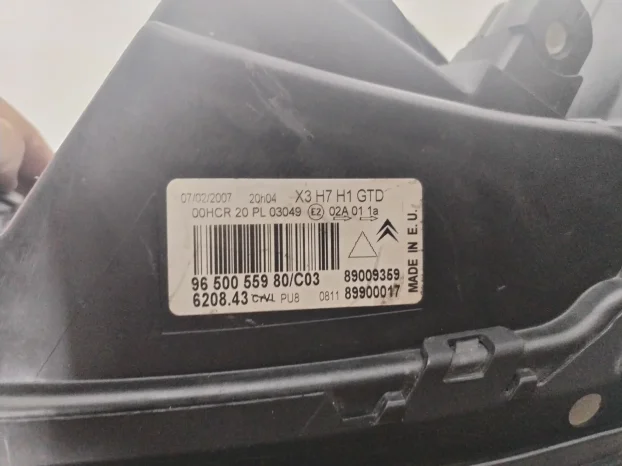 07/02/2007 20h04 X3 H7 H1 GTD
00HCR 20 PL 03049 E2 02A 01 1a
96 500 559 80/C03 89009359
6208.43 PU8 0811 89900017
MADE IN E.U.